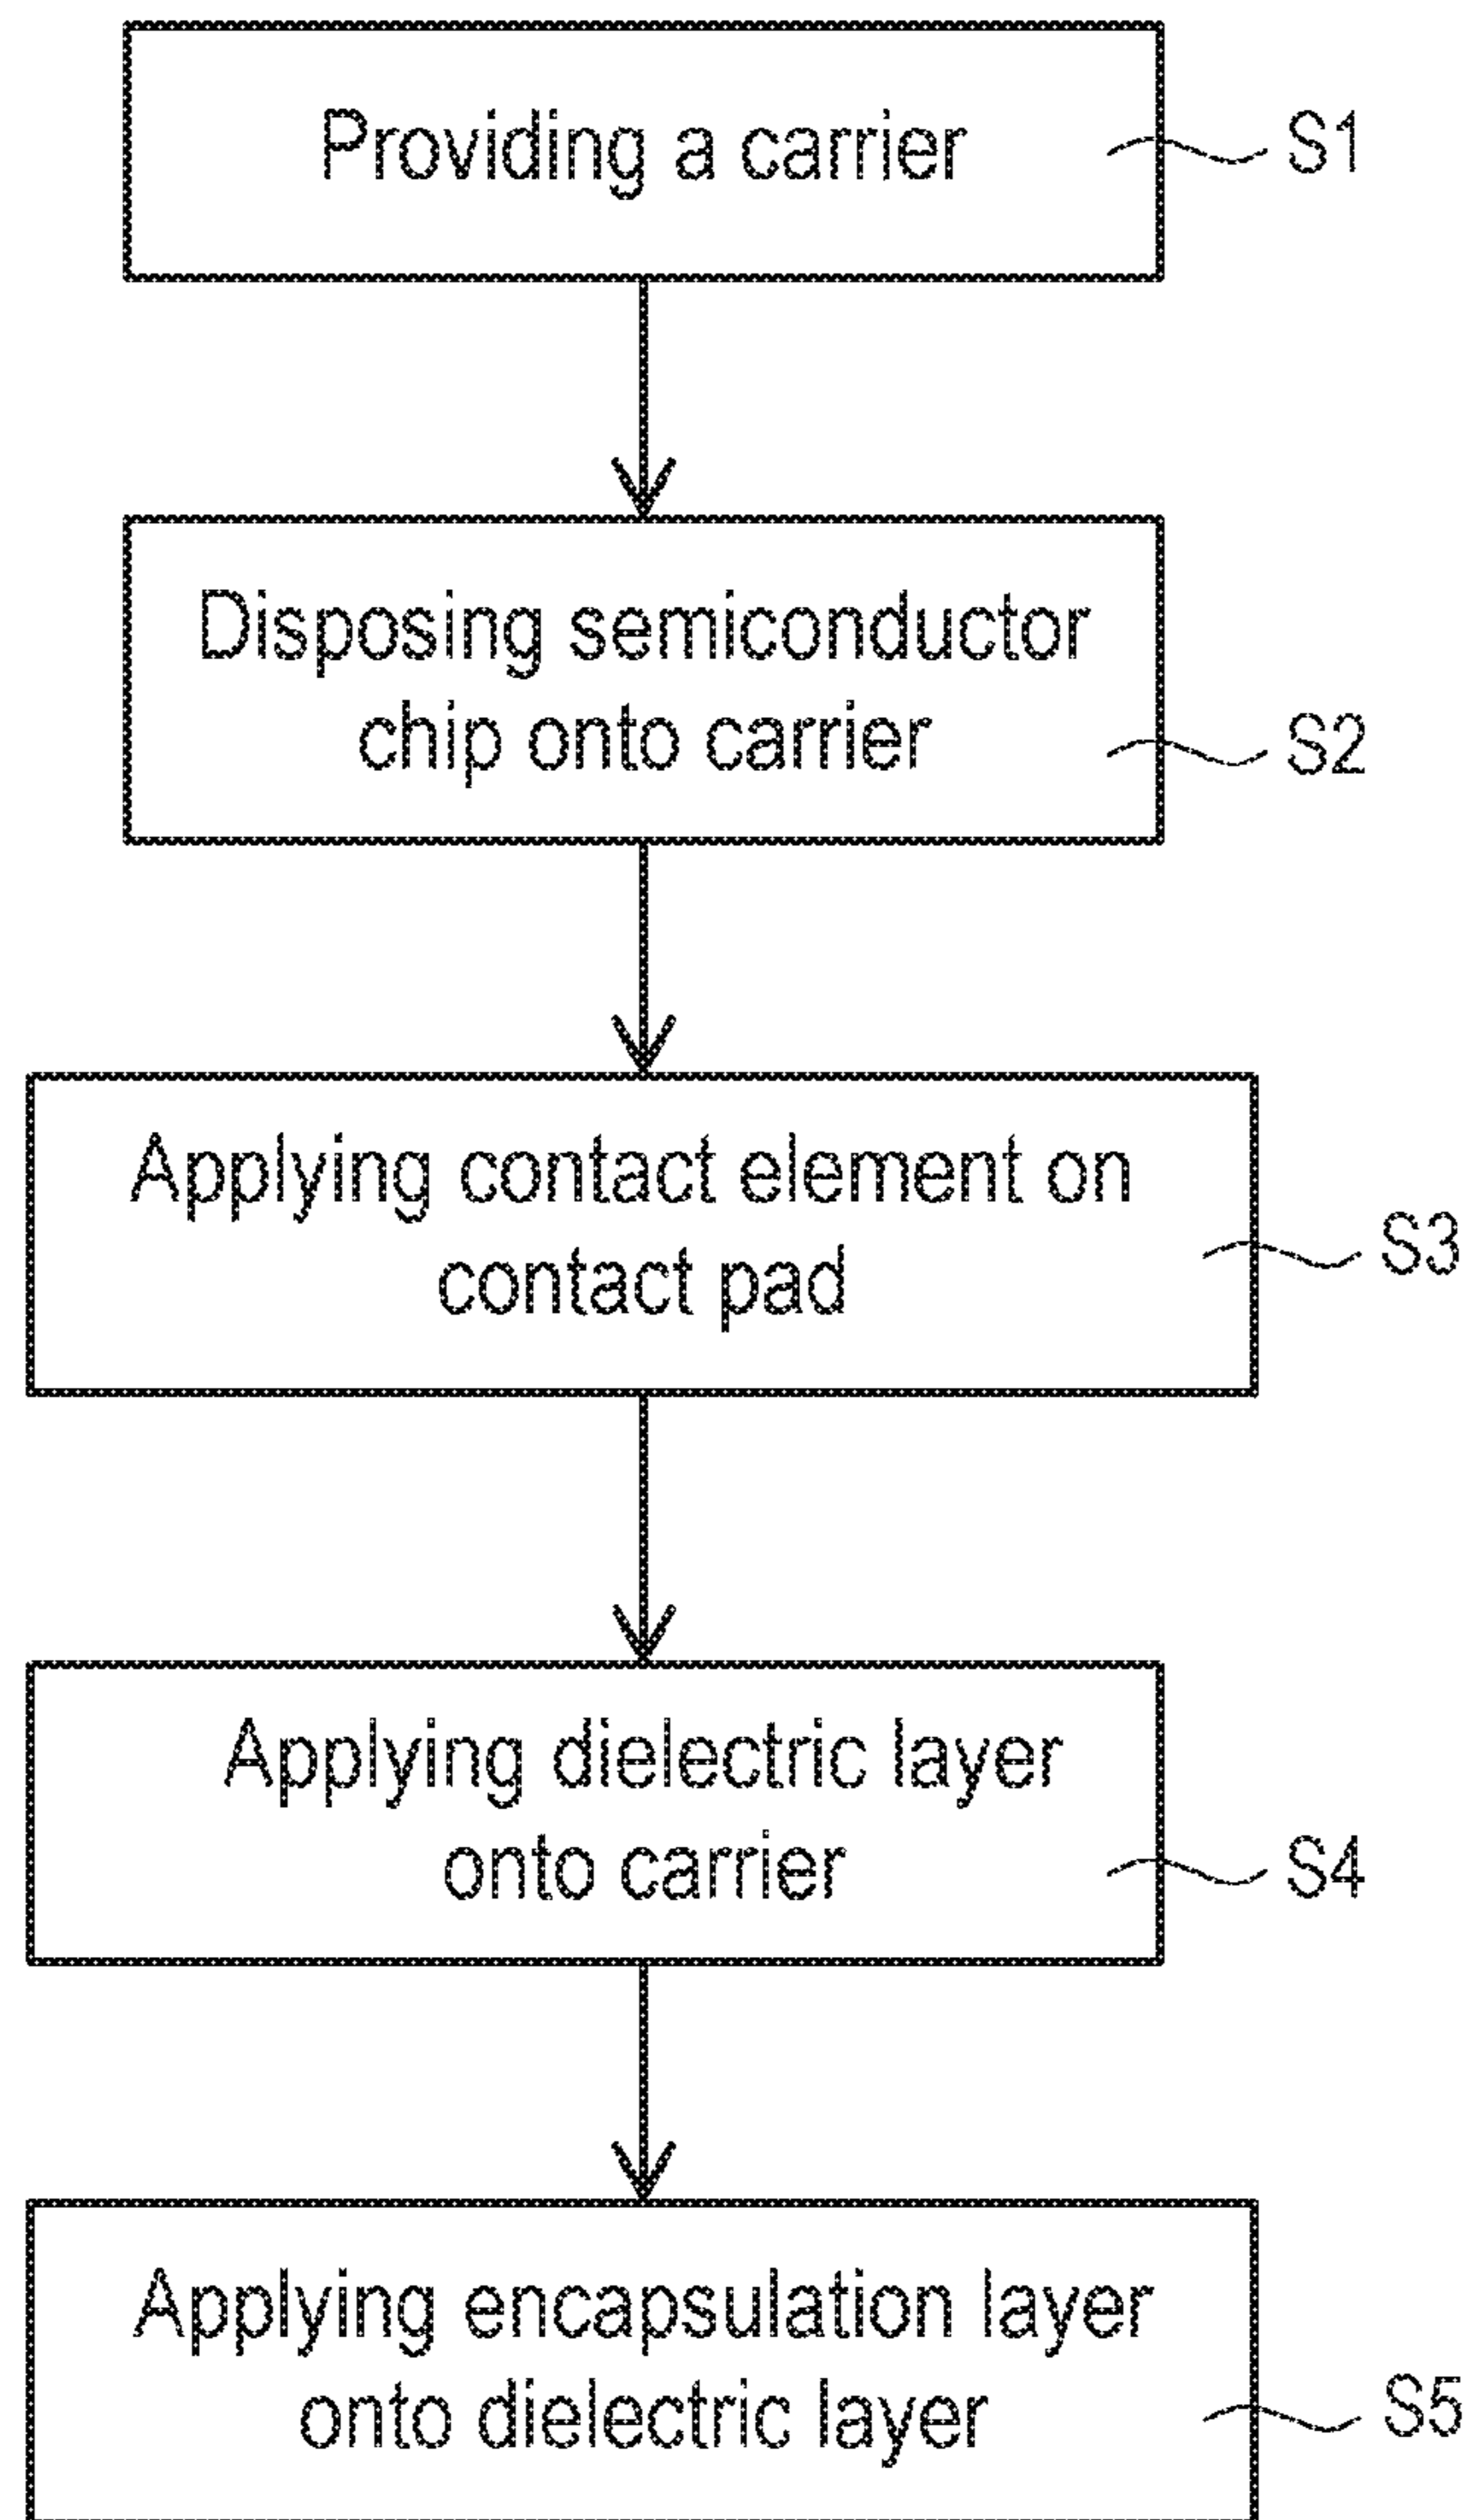 Providing a carrier
S1
Disposing semiconductor
chip onto carrier
S2
Applying contact element on
contact pad
S3
Applying dielectric layer
onto carrier
S4
Applying encapsulation layer
onto dielectric layer
S5